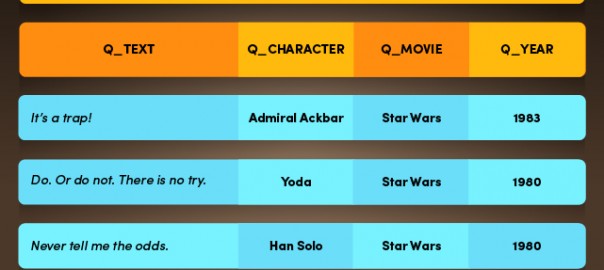 Q_TEXT Q_CHARACTER Q_MOVIE Q_YEAR
It's a trap! Admiral Ackbar Star Wars 1983
Do. Or do not. There is no try. Yoda Star Wars 1980
Never tell me the odds. Han Solo Star Wars 1980